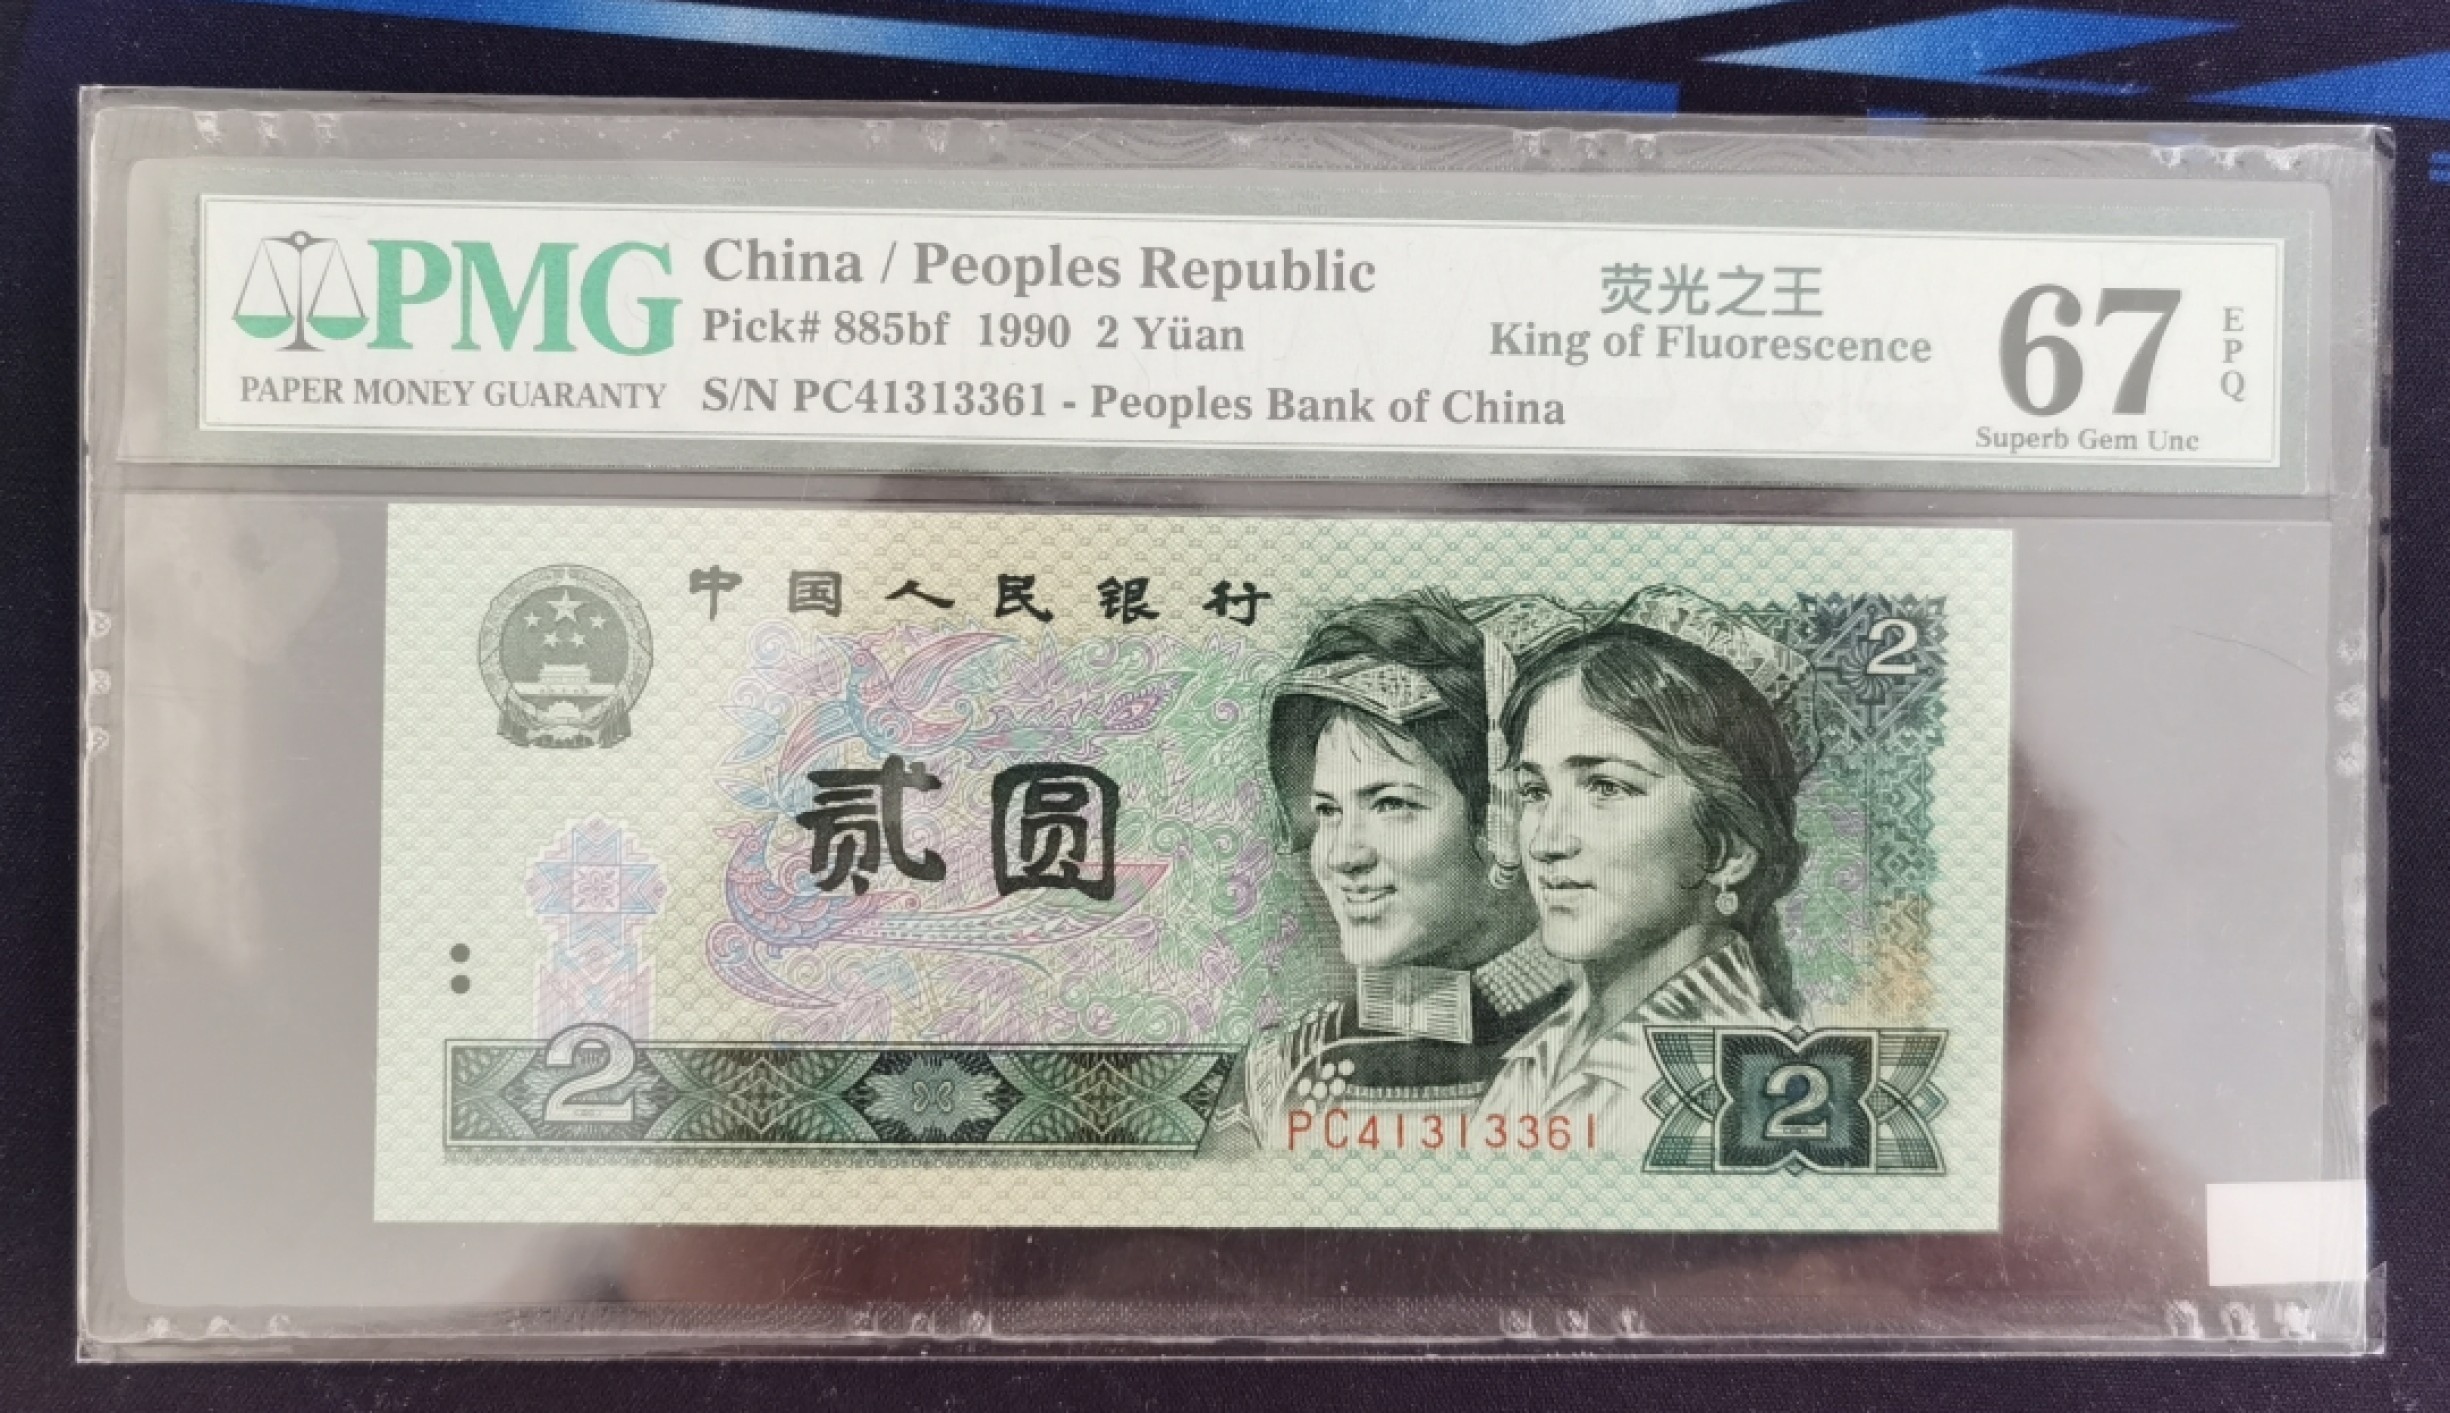 PMG
PAPER MONEY GUARANTY
China / Peoples Republic
Pick# 885bf 1990 2 Yüan
S/N PC41313361 - Peoples Bank of China
荧光之王
King of Fluorescence
67
EPQ
Superb Gem Unc
中国人民银行
2
贰圆
2
PC41313361
2